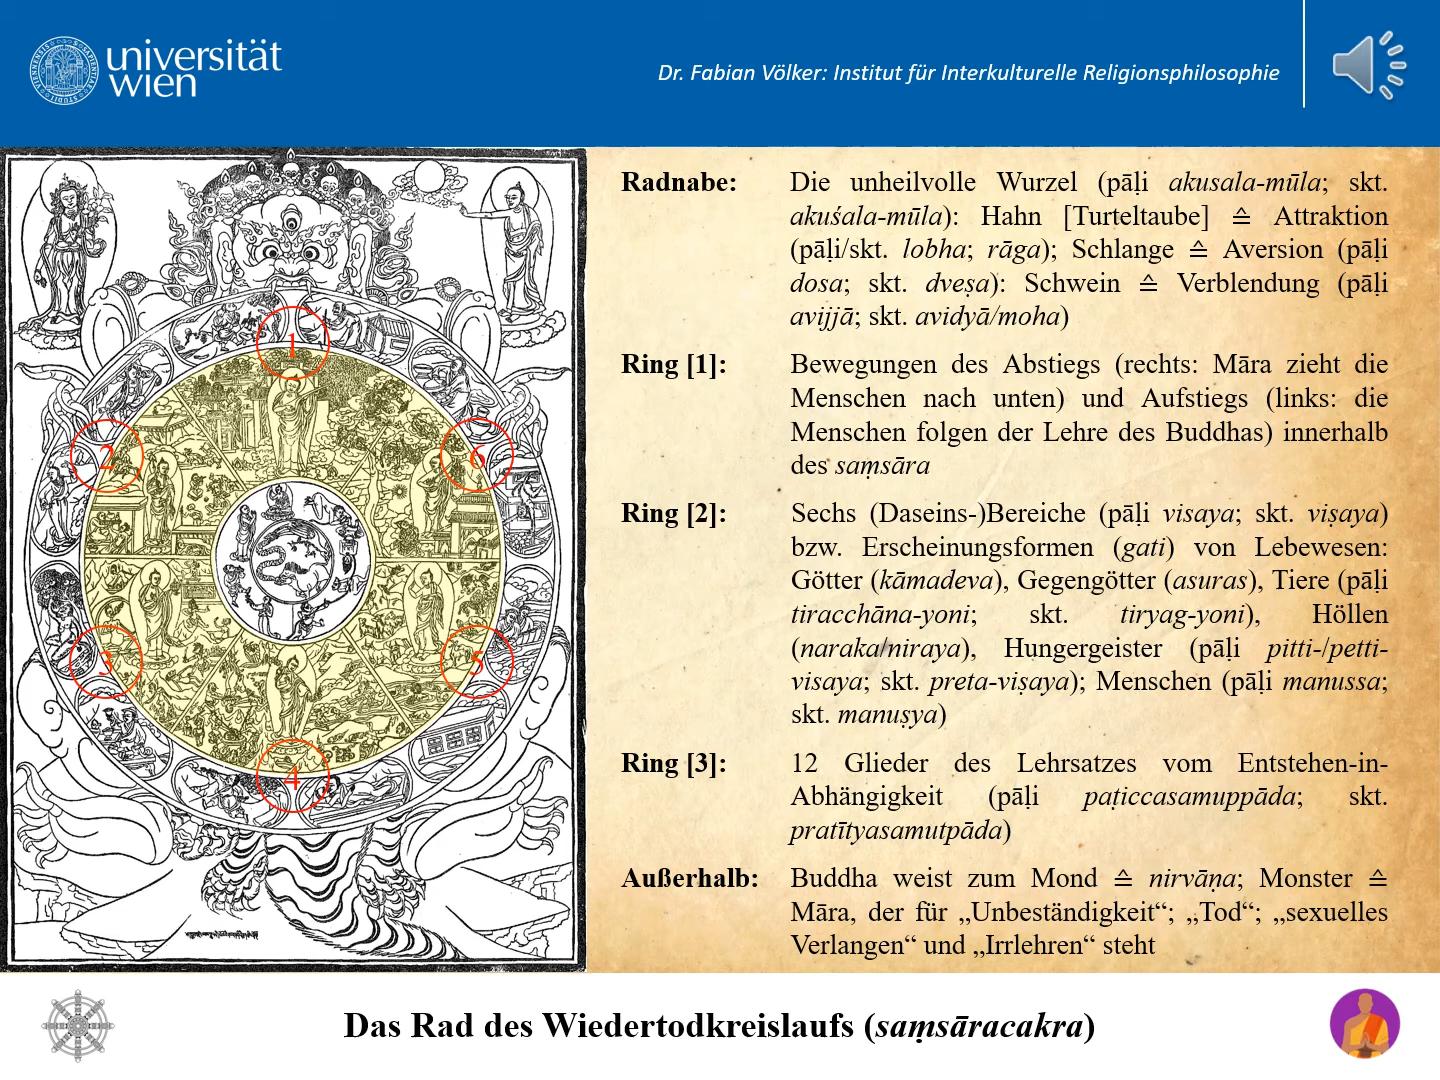 universität
wien
Dr. Fabian Völker: Institut für Interkulturelle Religionsphilosophie
1
2
6
3
5
4
Radnabe: Die unheilvolle Wurzel (pāḷi akusala-mūla; skt.
akuśala-mūla): Hahn [Turteltaube] ≙ Attraktion
(pāḷi/skt. lobha; rāga); Schlange ≙ Aversion (pāḷi
dosa; skt. dveṣa): Schwein ≙ Verblendung (pāḷi
avijjā; skt. avidyā/moha)
Ring [1]: Bewegungen des Abstiegs (rechts: Māra zieht die
Menschen nach unten) und Aufstiegs (links: die
Menschen folgen der Lehre des Buddhas) innerhalb
des saṃsāra
Ring [2]: Sechs (Daseins-)Bereiche (pāḷi visaya; skt. viṣaya)
bzw. Erscheinungsformen (gati) von Lebewesen:
Götter (kāmadeva), Gegengötter (asuras), Tiere (pāḷi
tiracchāna-yoni; skt. tiryag-yoni), Höllen
(naraka/niraya), Hungergeister (pāḷi pitti-/petti-
visaya; skt. preta-viṣaya); Menschen (pāḷi manussa;
skt. manuṣya)
Ring [3]: 12 Glieder des Lehrsatzes vom Entstehen-in-
Abhängigkeit (pāḷi paṭiccasamuppāda; skt.
pratītyasamutpāda)
Außerhalb: Buddha weist zum Mond ≙ nirvāṇa; Monster ≙
Māra, der für „Unbeständigkeit“; „Tod“; „sexuelles
Verlangen“ und „Irrlehren“ steht
Das Rad des Wiedertodkreislaufs (saṃsāracakra)